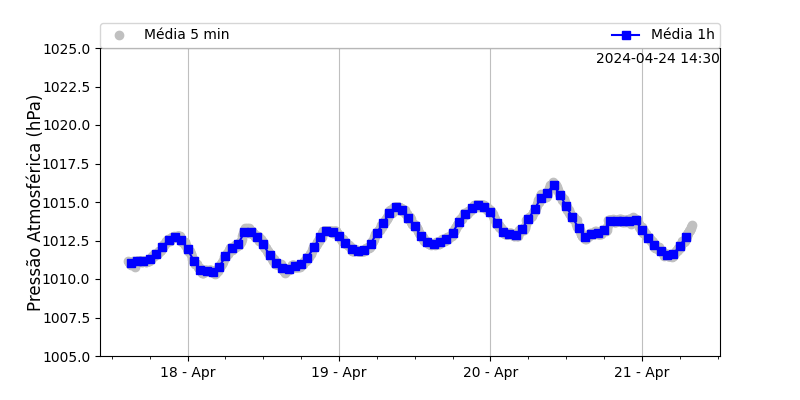 Média 5 min
Média 1h
2024-04-24 14:30
Pressão Atmosférica (hPa)
1025.0
1022.5
1020.0
1017.5
1015.0
1012.5
1010.0
1007.5
1005.0
18 - Apr
19 - Apr
20 - Apr
21 - Apr